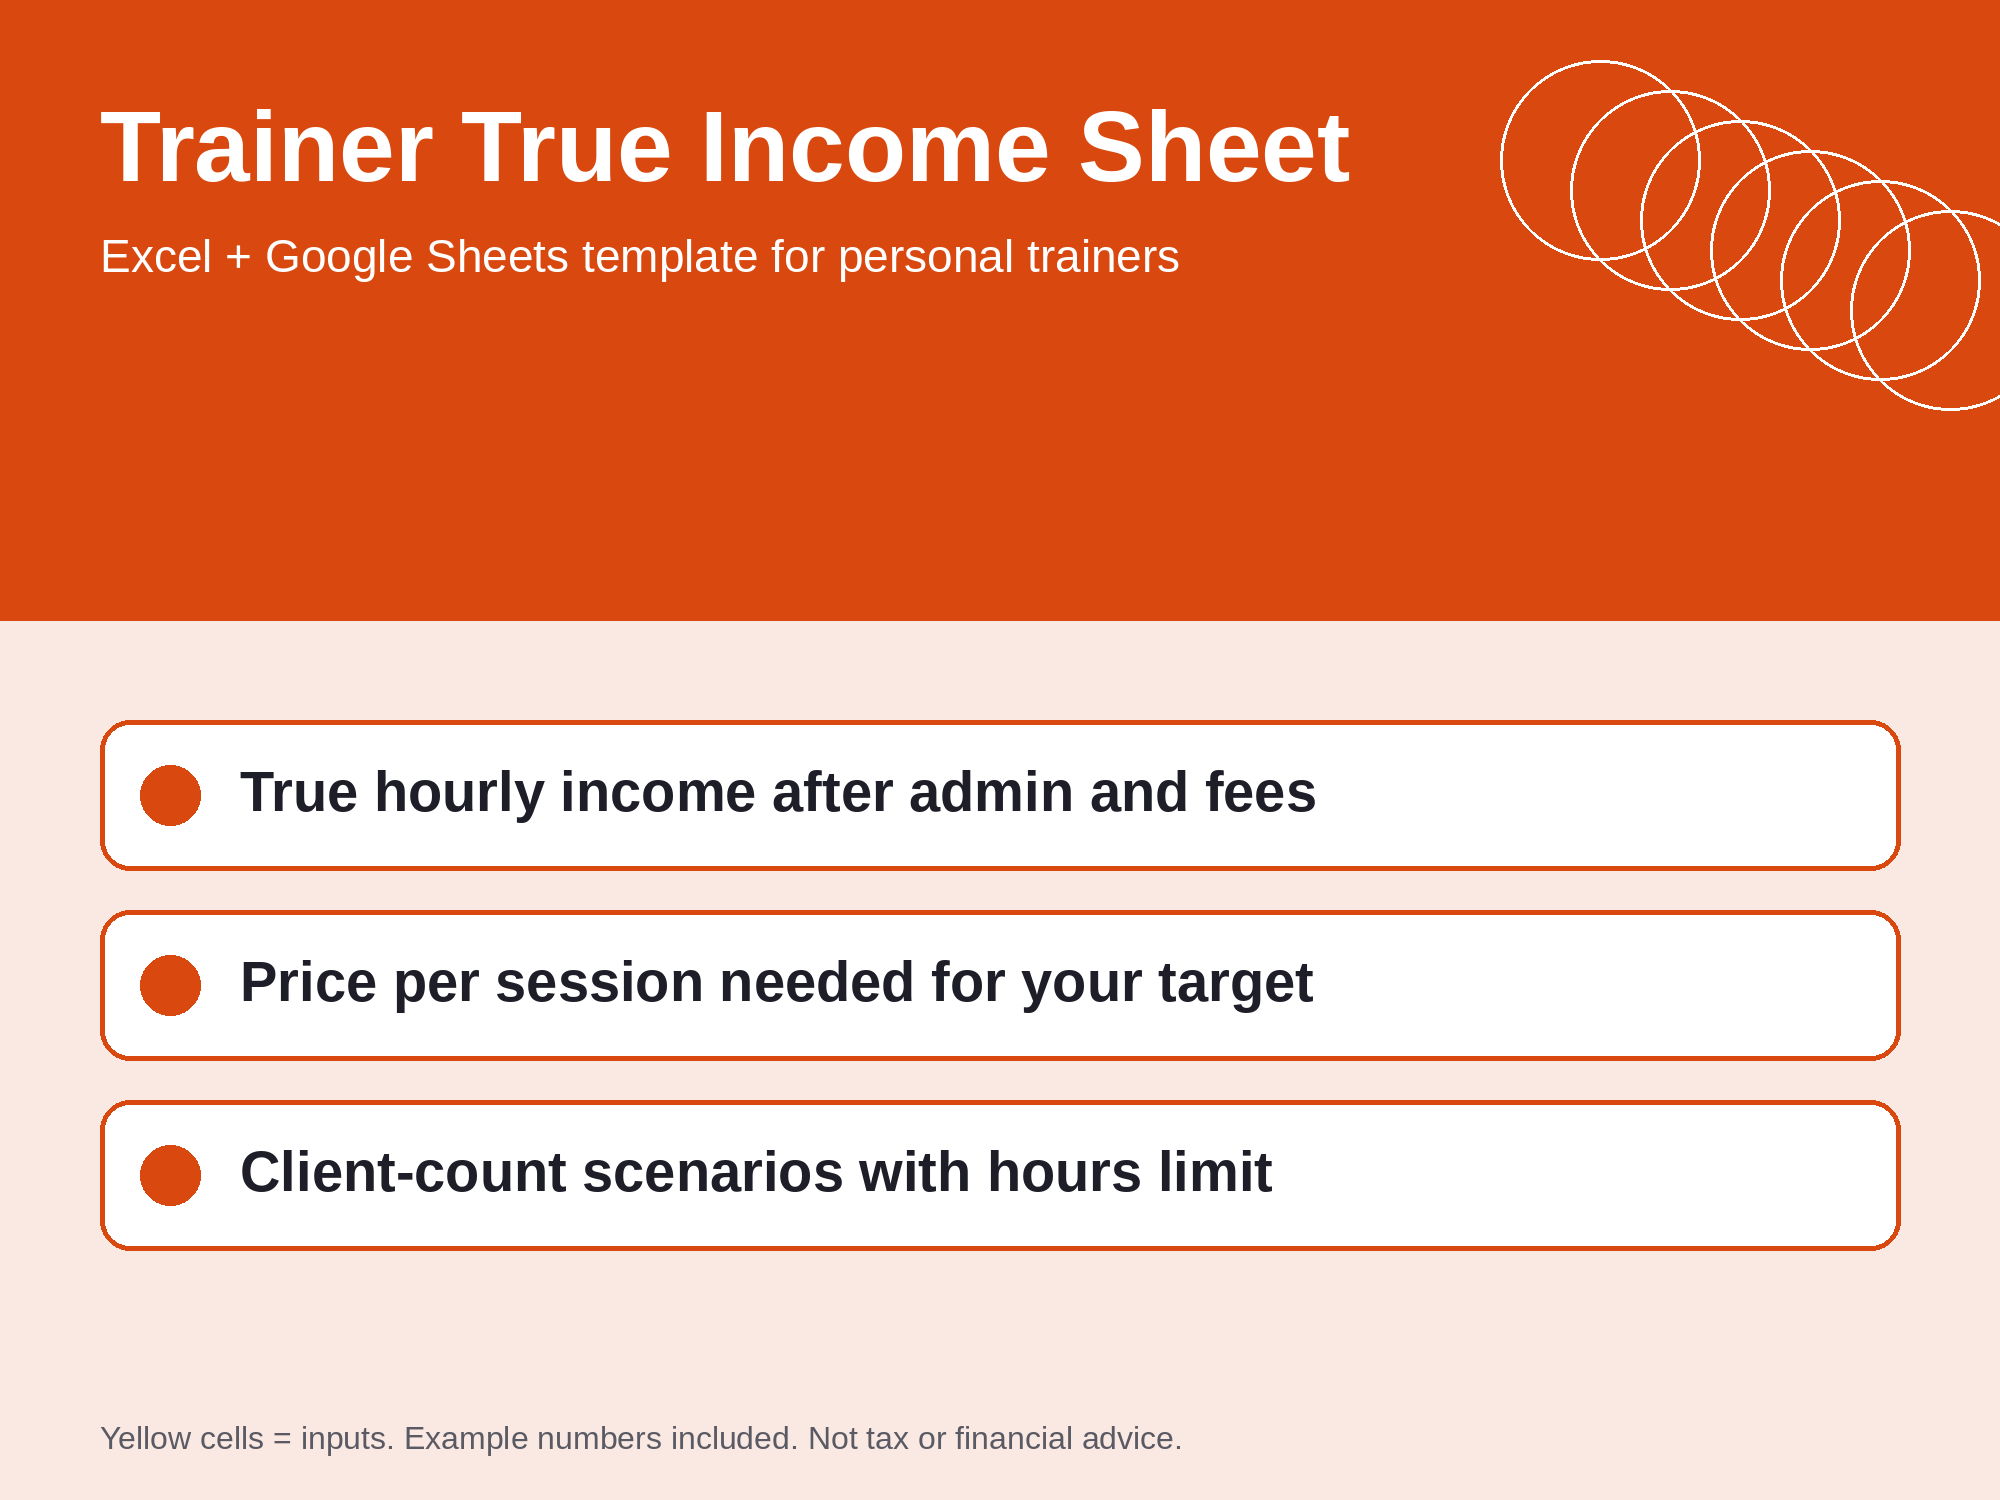 Trainer True Income Sheet
Excel + Google Sheets template for personal trainers
True hourly income after admin and fees
Price per session needed for your target
Client-count scenarios with hours limit
Yellow cells = inputs. Example numbers included. Not tax or financial advice.